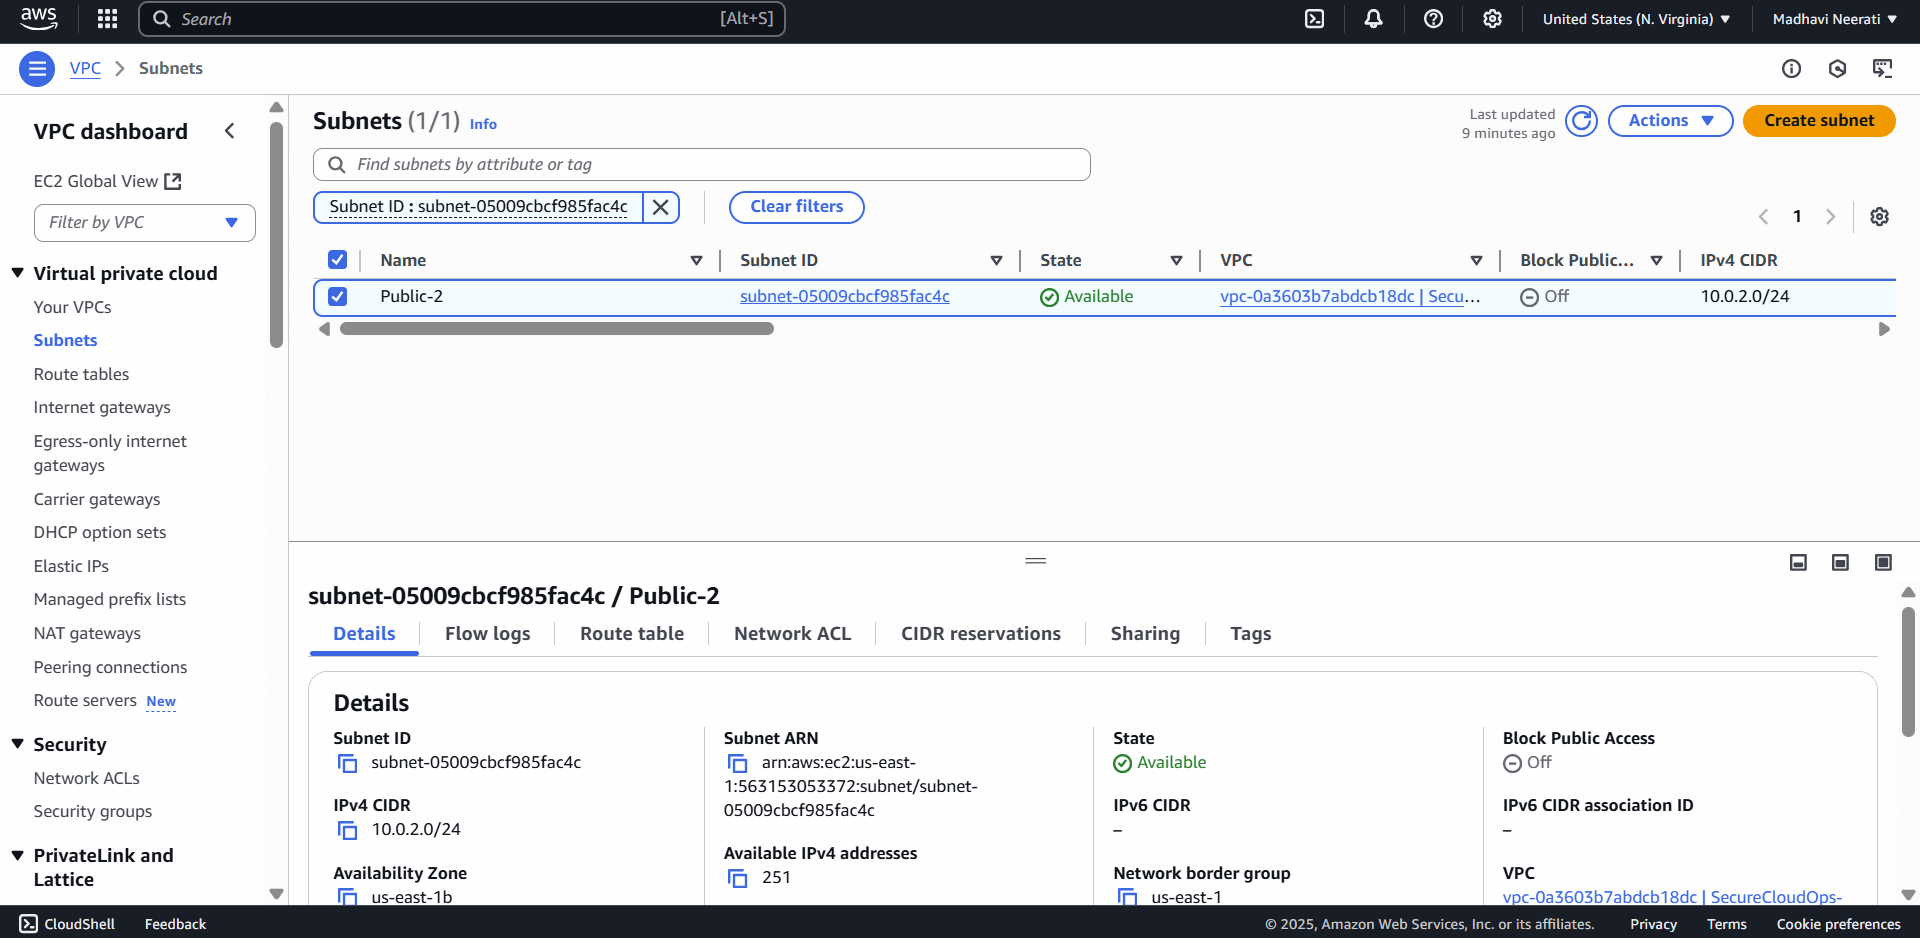 aws
Search [Alt+S]
United States (N. Virginia)
Madhavi Neerati
VPC
Subnets
VPC dashboard
EC2 Global View
Filter by VPC
Virtual private cloud
Your VPCs
Subnets
Route tables
Internet gateways
Egress-only internet
gateways
Carrier gateways
DHCP option sets
Elastic IPs
Managed prefix lists
NAT gateways
Peering connections
Route servers New
Security
Network ACLs
Security groups
PrivateLink and
Lattice
Subnets (1/1) Info
Last updated
9 minutes ago
Actions
Create subnet
Find subnets by attribute or tag
Subnet ID : subnet-05009cbcf985fac4c
Clear filters
1
Name Subnet ID State VPC Block Public... IPv4 CIDR
Public-2 subnet-05009cbcf985fac4c Available vpc-0a3603b7abdcb18dc | Secu... Off 10.0.2.0/24
subnet-05009cbcf985fac4c / Public-2
Details Flow logs Route table Network ACL CIDR reservations Sharing Tags
Details
Subnet ID
subnet-05009cbcf985fac4c
IPv4 CIDR
10.0.2.0/24
Availability Zone
us-east-1b
Subnet ARN
arn:aws:ec2:us-east-
1:563153053372:subnet/subnet-
05009cbcf985fac4c
Available IPv4 addresses
251
State
Available
IPv6 CIDR
–
Network border group
us-east-1
Block Public Access
Off
IPv6 CIDR association ID
–
VPC
vpc-0a3603b7abdcb18dc | SecureCloudOps-
CloudShell Feedback © 2025, Amazon Web Services, Inc. or its affiliates. Privacy Terms Cookie preferences